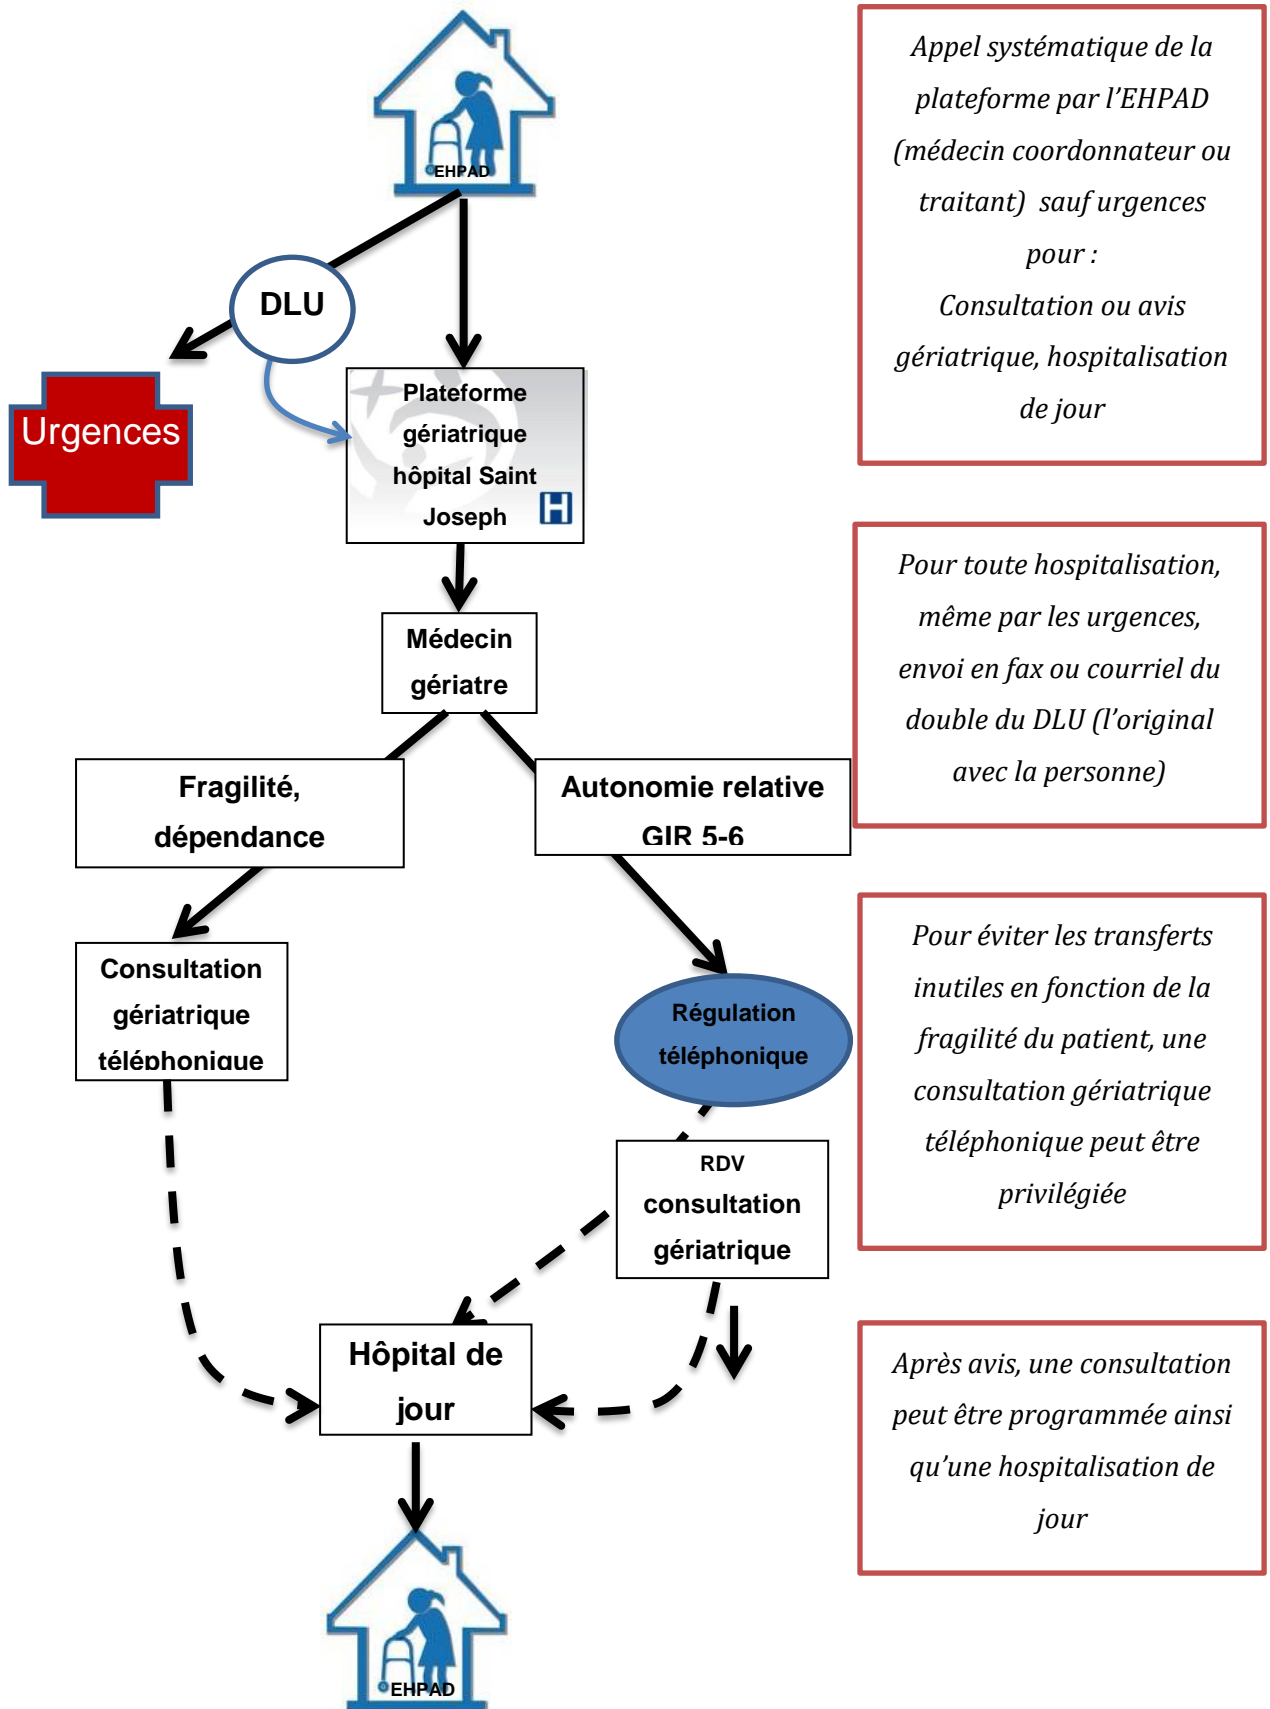 EHPAD
DLU
Urgences
Plateforme
gériatrique
hôpital Saint
Joseph
H
Médecin
gériatre
Fragilité,
dépendance
Autonomie relative
GIR 5-6
Consultation
gériatrique
téléphonique
Régulation
téléphonique
RDV
consultation
gériatrique
Hôpital de
jour
EHPAD
Appel systématique de la
plateforme par l’EHPAD
(médecin coordonnateur ou
traitant) sauf urgences
pour :
Consultation ou avis
gériatrique, hospitalisation
de jour
Pour toute hospitalisation,
même par les urgences,
envoi en fax ou courriel du
double du DLU (l’original
avec la personne)
Pour éviter les transferts
inutiles en fonction de la
fragilité du patient, une
consultation gériatrique
téléphonique peut être
privilégiée
Après avis, une consultation
peut être programmée ainsi
qu’une hospitalisation de
jour